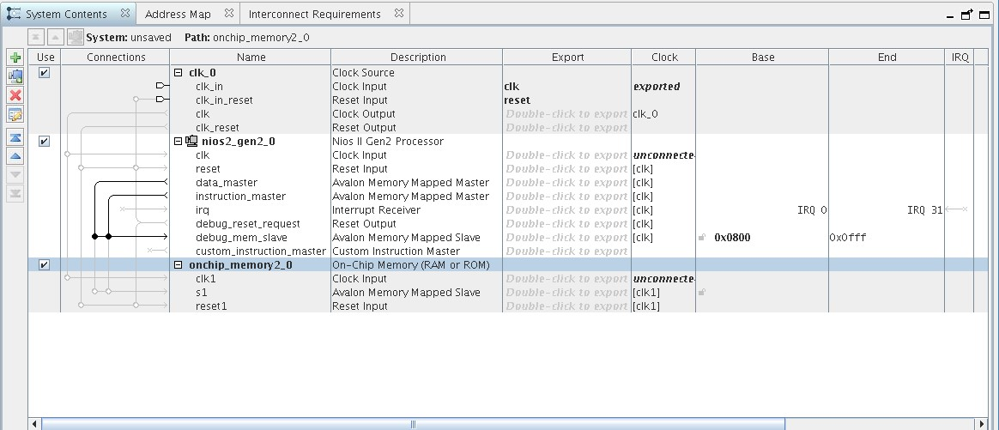 System Contents Address Map Interconnect Requirements
System: unsaved Path: onchip_memory2_0
Use Connections Name Description Export Clock Base End IRQ
clk_0 Clock Source
clk_in Clock Input clk exported
clk_in_reset Reset Input reset
clk Clock Output Double-click to export clk_0
clk_reset Reset Output Double-click to export
nios2_gen2_0 Nios II Gen2 Processor
clk Clock Input Double-click to export unconnecte
reset Reset Input Double-click to export [clk]
data_master Avalon Memory Mapped Master Double-click to export [clk]
instruction_master Avalon Memory Mapped Master Double-click to export [clk]
irq Interrupt Receiver Double-click to export [clk] IRQ 0 IRQ 31
debug_reset_request Reset Output Double-click to export [clk]
debug_mem_slave Avalon Memory Mapped Slave Double-click to export [clk] 0x0800 0x0fff
custom_instruction_master Custom Instruction Master Double-click to export
onchip_memory2_0 On-Chip Memory (RAM or ROM)
clk1 Clock Input Double-click to export unconnecte
s1 Avalon Memory Mapped Slave Double-click to export [clk1]
reset1 Reset Input Double-click to export [clk1]